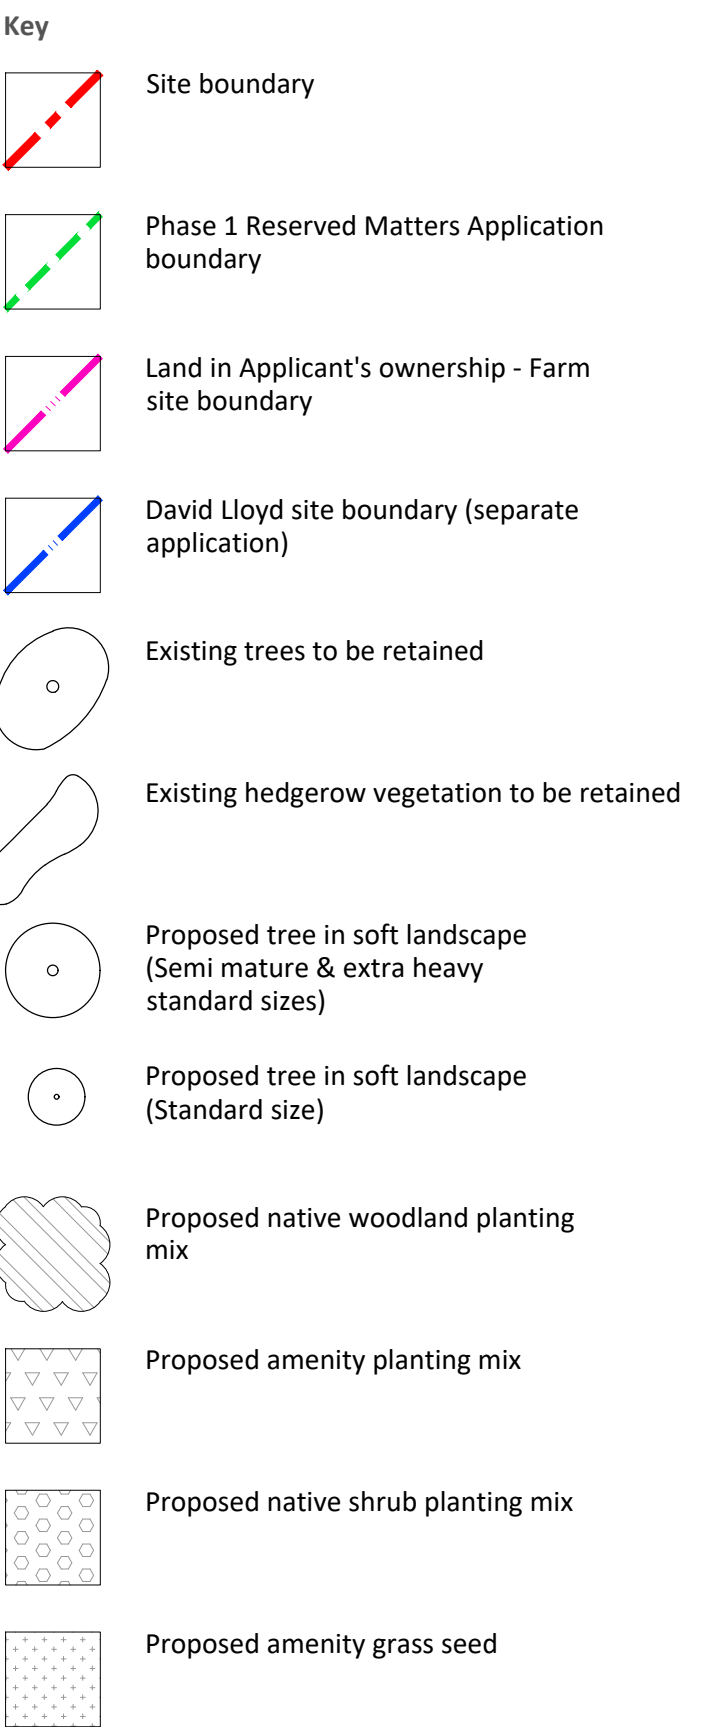 Key
Site boundary
Phase 1 Reserved Matters Application
boundary
Land in Applicant's ownership - Farm
site boundary
David Lloyd site boundary (separate
application)
Existing trees to be retained
Existing hedgerow vegetation to be retained
Proposed tree in soft landscape
(Semi mature & extra heavy
standard sizes)
Proposed tree in soft landscape
(Standard size)
Proposed native woodland planting
mix
Proposed amenity planting mix
Proposed native shrub planting mix
Proposed amenity grass seed